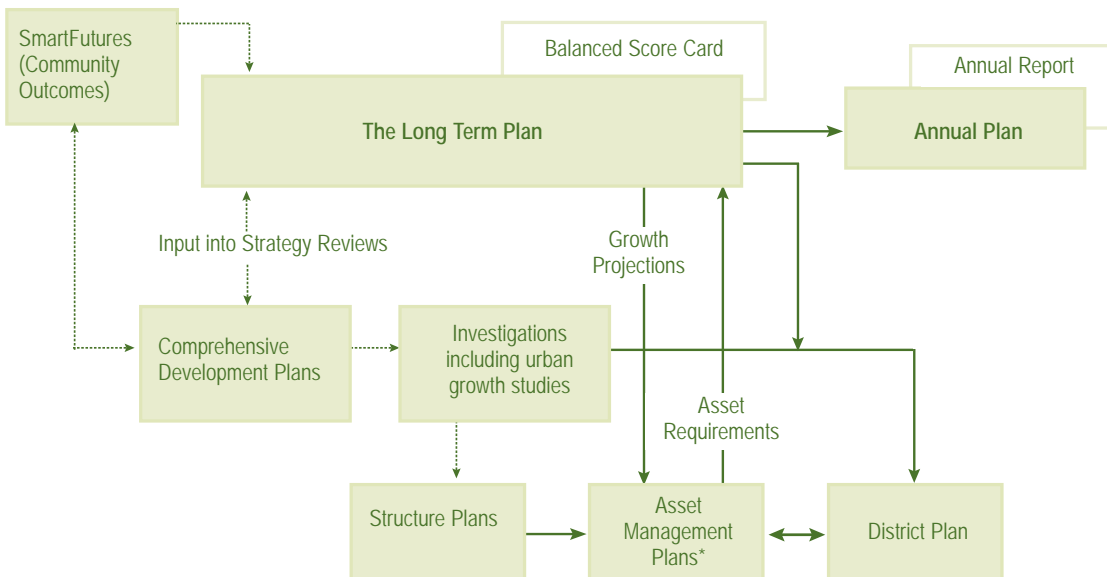 SmartFutures
(Community
Outcomes)
Balanced Score Card
Annual Report
The Long Term Plan
Annual Plan
Input into Strategy Reviews
Growth
Projections
Comprehensive
Development Plans
Investigations
including urban
growth studies
Asset
Requirements
Structure Plans
Asset
Management
Plans*
District Plan